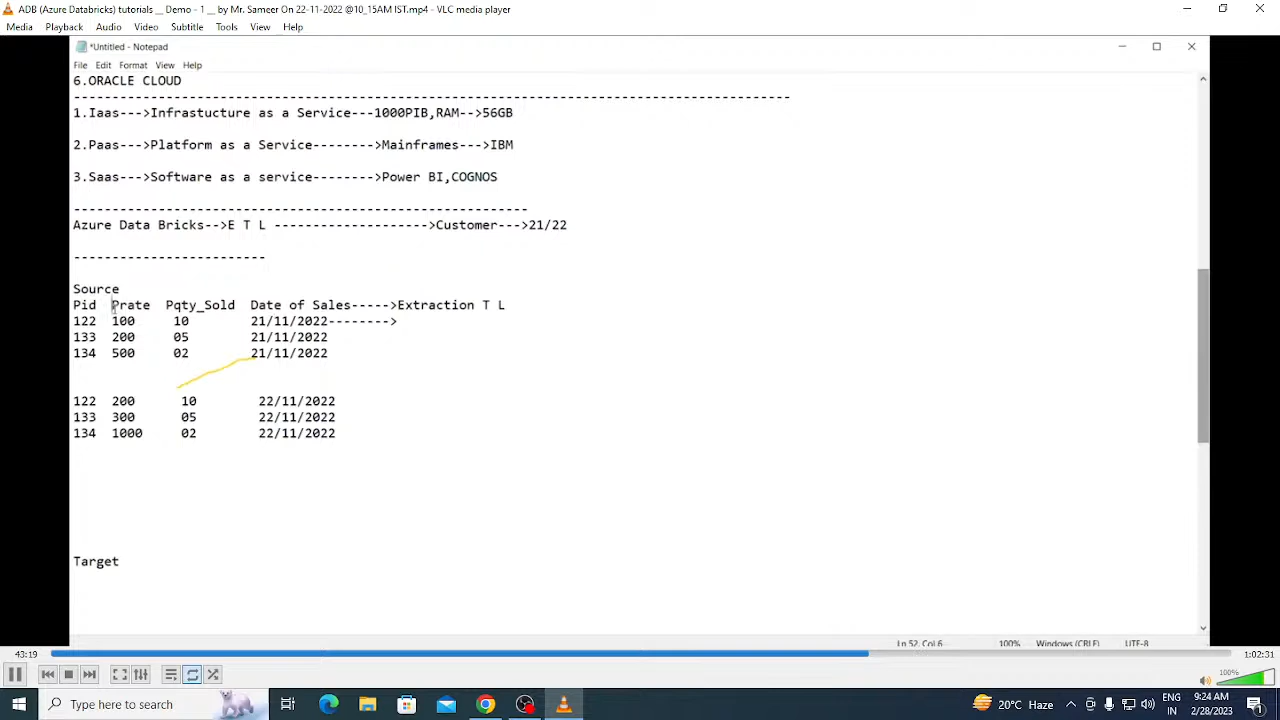 ADB (Azure Databricks) tutorials __ Demo - 1 __ by Mr. Sameer On 22-11-2022 @10_15AM IST.mp4 - VLC media player
Media Playback Audio Video Subtitle Tools View Help
*Untitled - Notepad
File Edit Format View Help
6.ORACLE CLOUD
---------------------------------------------------------------------------------------------
1.Iaas--->Infrastucture as a Service---1000PIB,RAM-->56GB
2.Paas--->Platform as a Service-------->Mainframes--->IBM
3.Saas--->Software as a service-------->Power BI,COGNOS
-----------------------------------------------------------
Azure Data Bricks-->E T L -------------------->Customer--->21/22
-------------------------
Source
Pid Prate Pqty_Sold Date of Sales----->Extraction T L
122 100 10 21/11/2022-------->
133 200 05 21/11/2022
134 500 02 21/11/2022
122 200 10 22/11/2022
133 300 05 22/11/2022
134 1000 02 22/11/2022
Target
Ln 52, Col 6 100% Windows (CRLF) UTF-8
43:19 1:02:31
100%
Type here to search 20°C Haze ENG IN 9:24 AM 2/28/2023